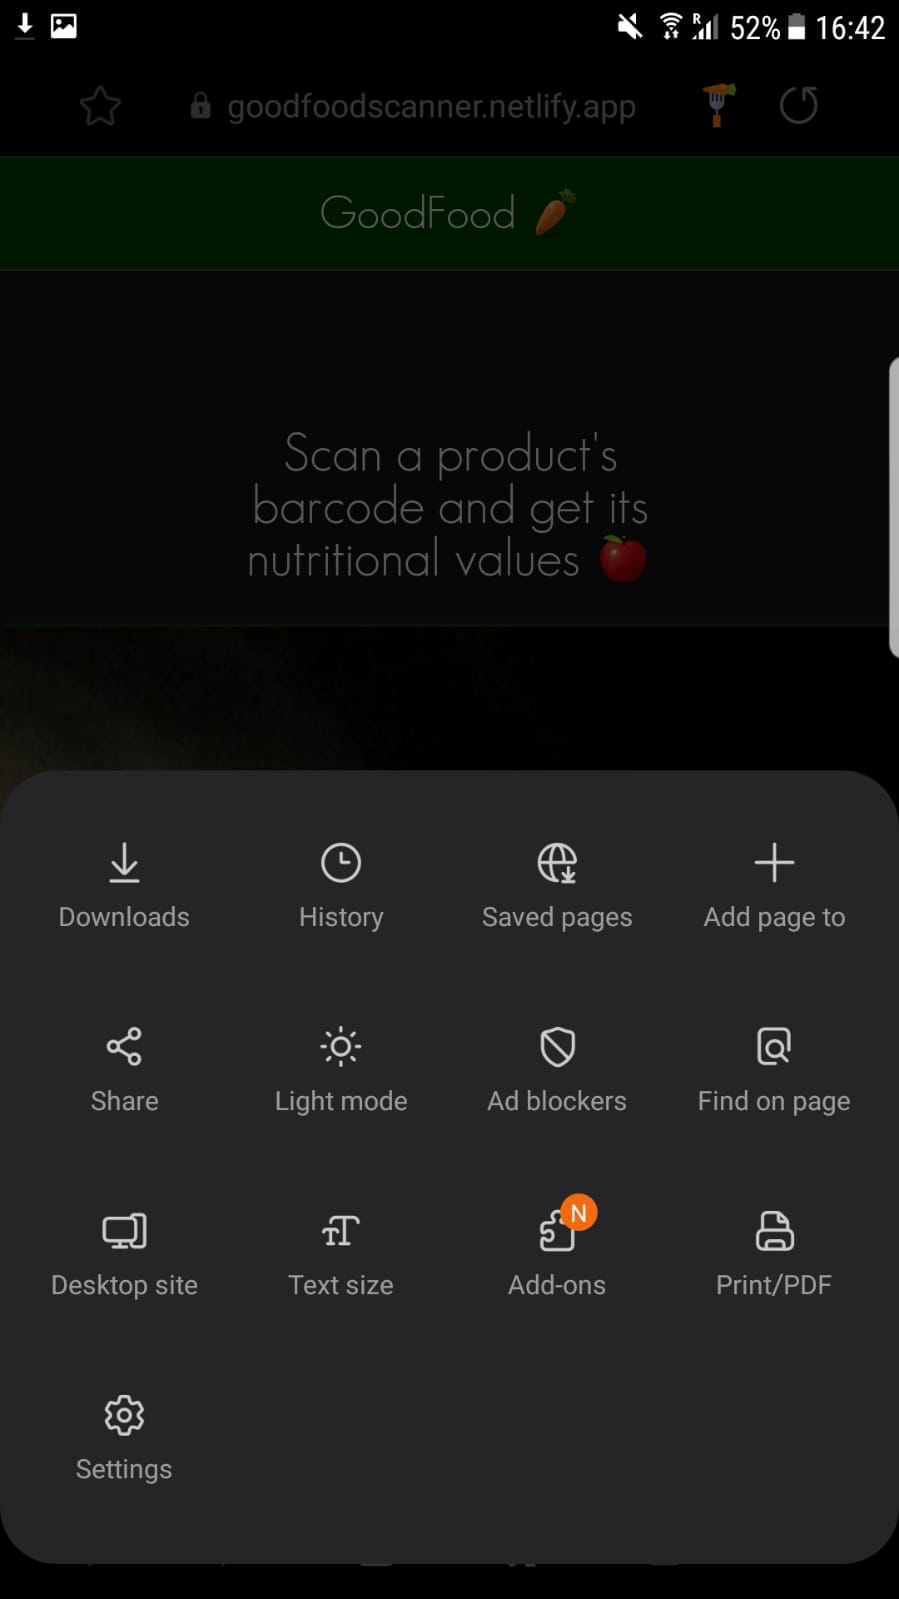 R 52% 16:42
goodfoodscanner.netlify.app
GoodFood 🥕
Scan a product's
barcode and get its
nutritional values 🍎
Downloads History Saved pages Add page to
Share Light mode Ad blockers Find on page
N
Desktop site Text size Add-ons Print/PDF
Settings